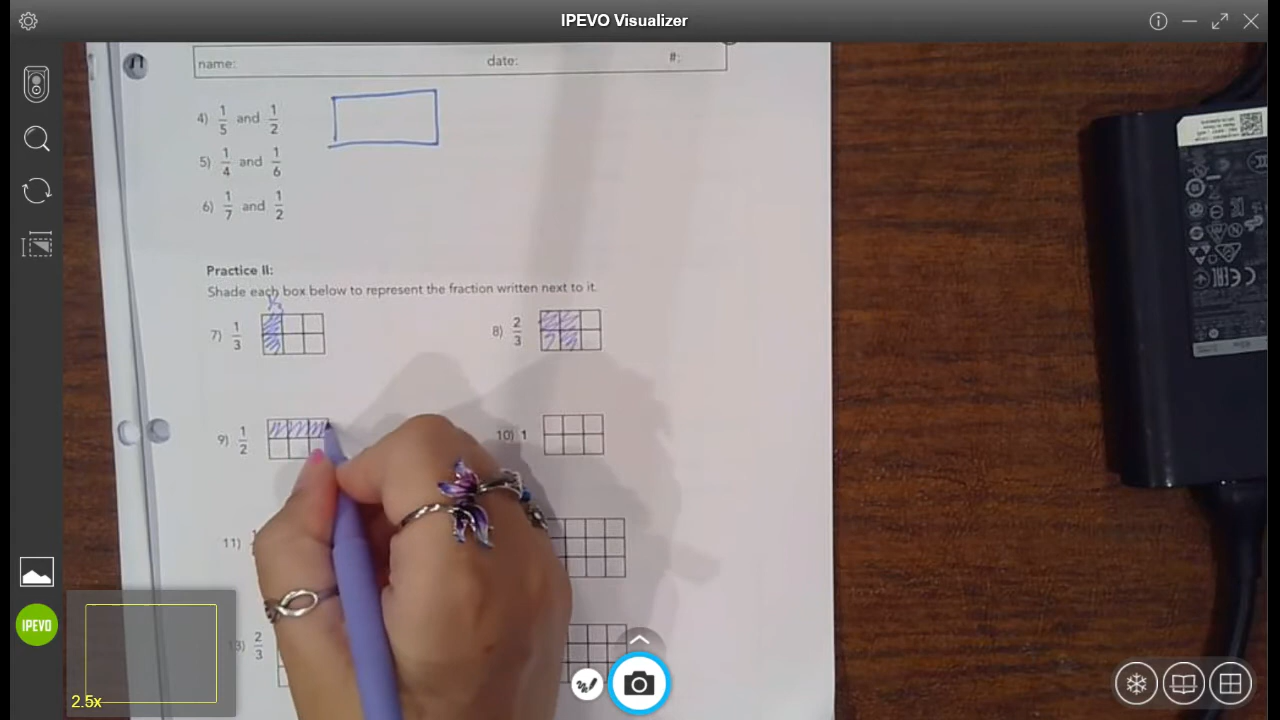 IPEVO Visualizer
name: date: #:
4) 1/5 and 1/2
5) 1/4 and 1/6
6) 1/7 and 1/2
Practice II:
Shade each box below to represent the fraction written next to it.
7) 1/3 8) 2/3
9) 1/2 10) 1
11)
13) 2/3
IPEVO
2.5x